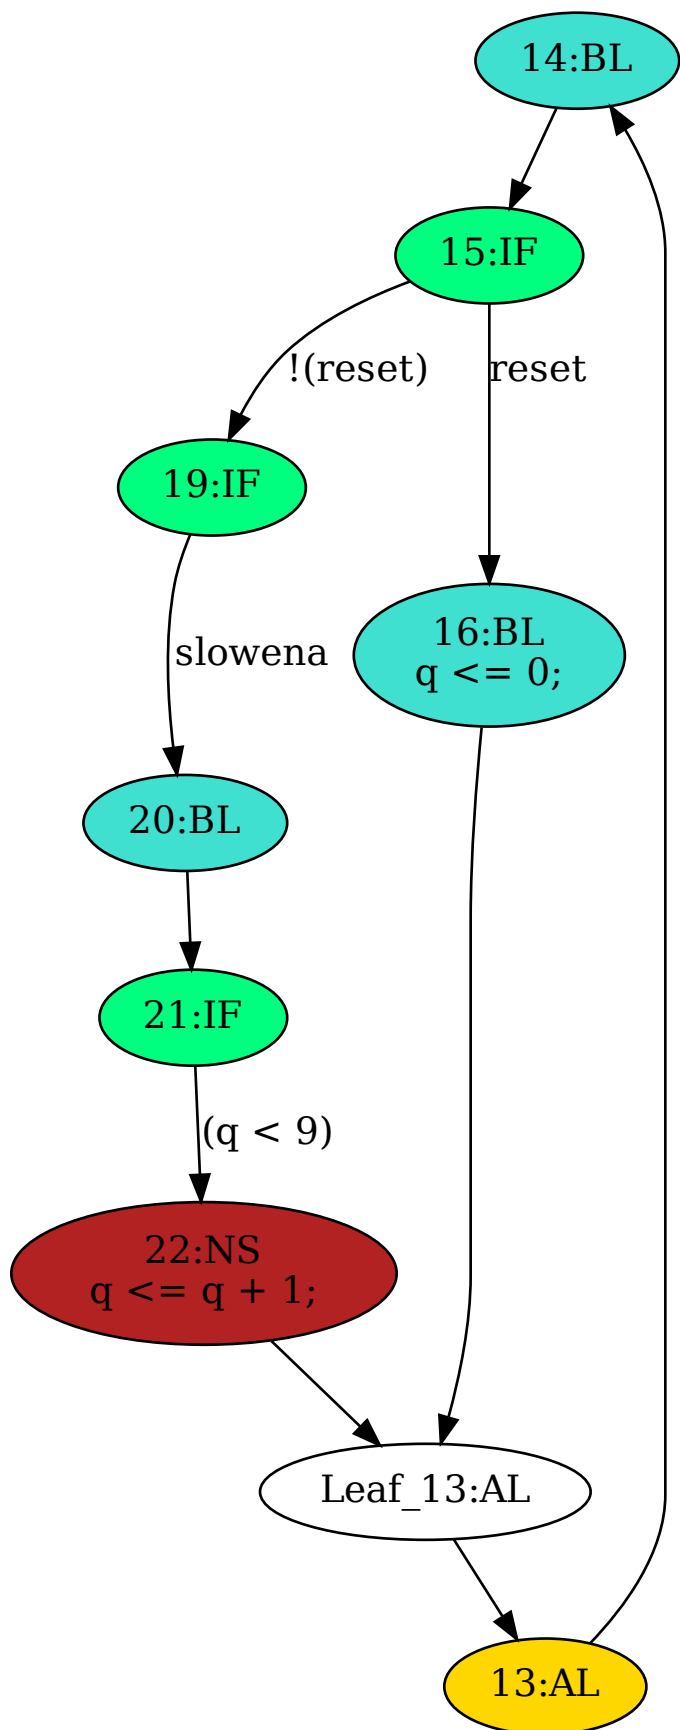 14:BL
15:IF
!(reset)
reset
19:IF
16:BL
q <= 0;
slowena
20:BL
21:IF
(q < 9)
22:NS
q <= q + 1;
Leaf_13:AL
13:AL